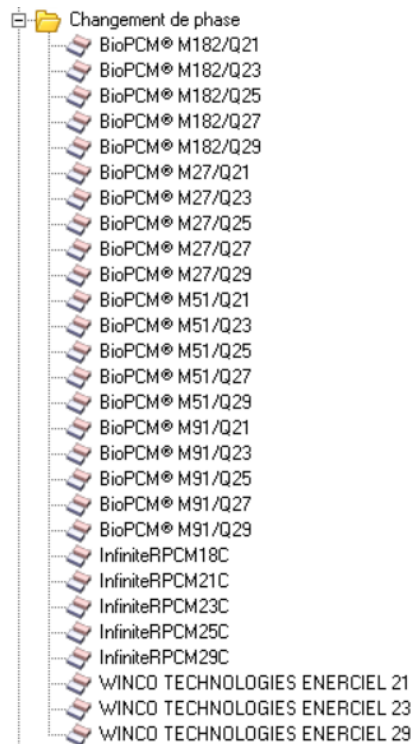 Changement de phase
BioPCM® M182/Q21
BioPCM® M182/Q23
BioPCM® M182/Q25
BioPCM® M182/Q27
BioPCM® M182/Q29
BioPCM® M27/Q21
BioPCM® M27/Q23
BioPCM® M27/Q25
BioPCM® M27/Q27
BioPCM® M27/Q29
BioPCM® M51/Q21
BioPCM® M51/Q23
BioPCM® M51/Q25
BioPCM® M51/Q27
BioPCM® M51/Q29
BioPCM® M91/Q21
BioPCM® M91/Q23
BioPCM® M91/Q25
BioPCM® M91/Q27
BioPCM® M91/Q29
InfiniteRPCM18C
InfiniteRPCM21C
InfiniteRPCM23C
InfiniteRPCM25C
InfiniteRPCM29C
WINCO TECHNOLOGIES ENERCIEL 21
WINCO TECHNOLOGIES ENERCIEL 23
WINCO TECHNOLOGIES ENERCIEL 29